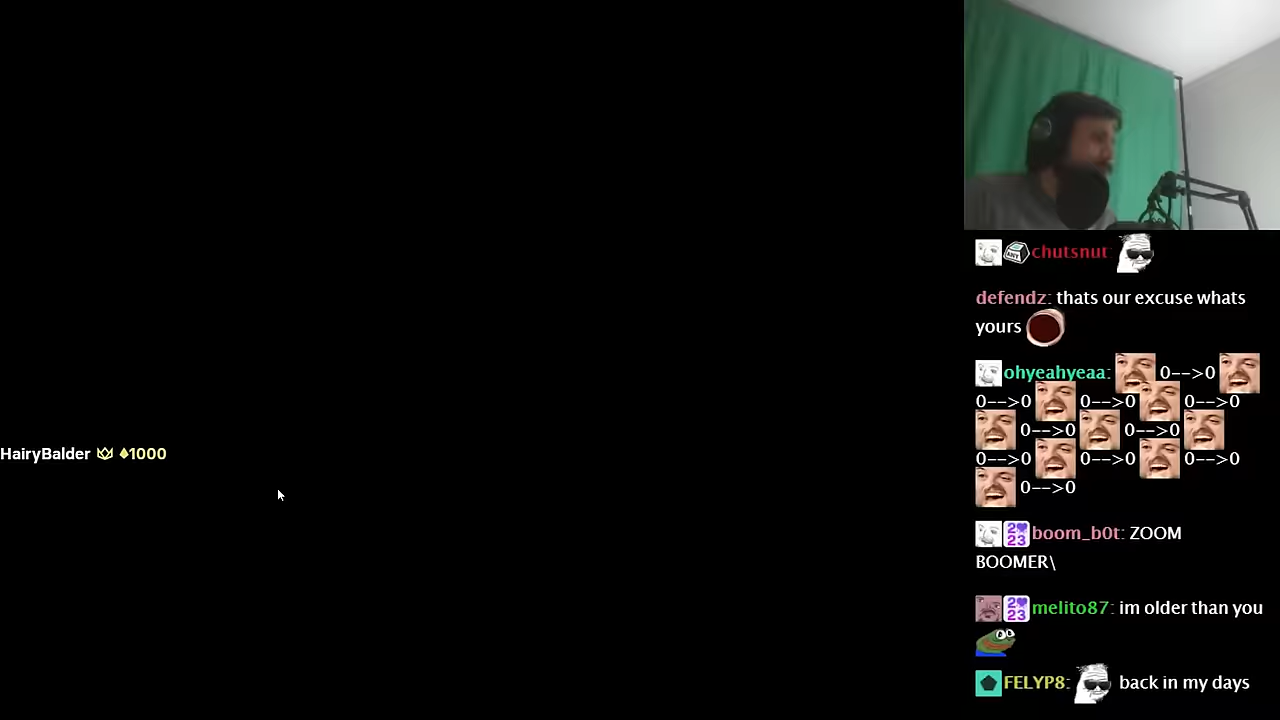 chutsnut:
defendz: thats our excuse whats
yours
ohyeahyeaa: 0-->0
0-->0 0-->0 0-->0
0-->0 0-->0
0-->0 0-->0 0-->0
0-->0
HairyBalder 1000
boom_b0t: ZOOM
BOOMER\
melito87: im older than you
FELYP8: back in my days